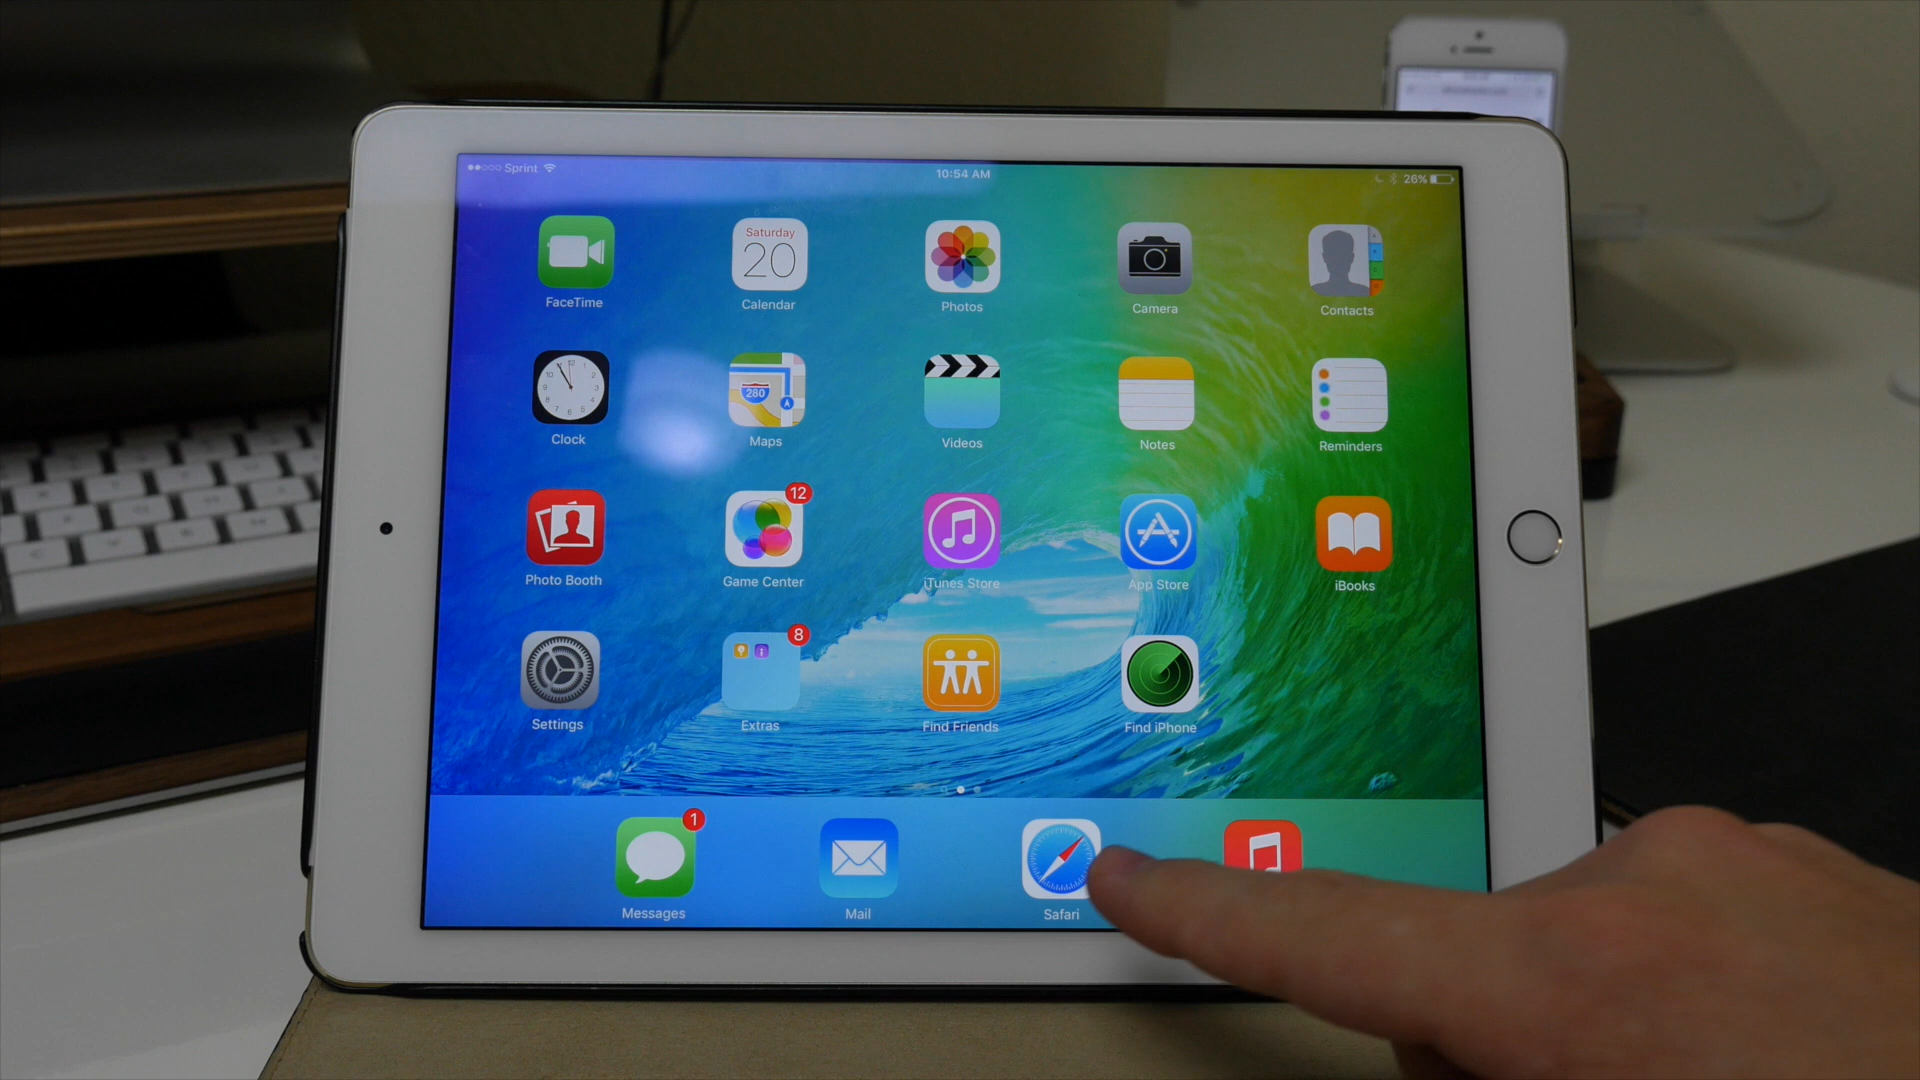 Sprint 10:54 AM 26%
Saturday
20
FaceTime Calendar Photos Camera Contacts
280
Clock Maps Videos Notes Reminders
12
Photo Booth Game Center iTunes Store App Store iBooks
8
Settings Extras Find Friends Find iPhone
1
Messages Mail Safari